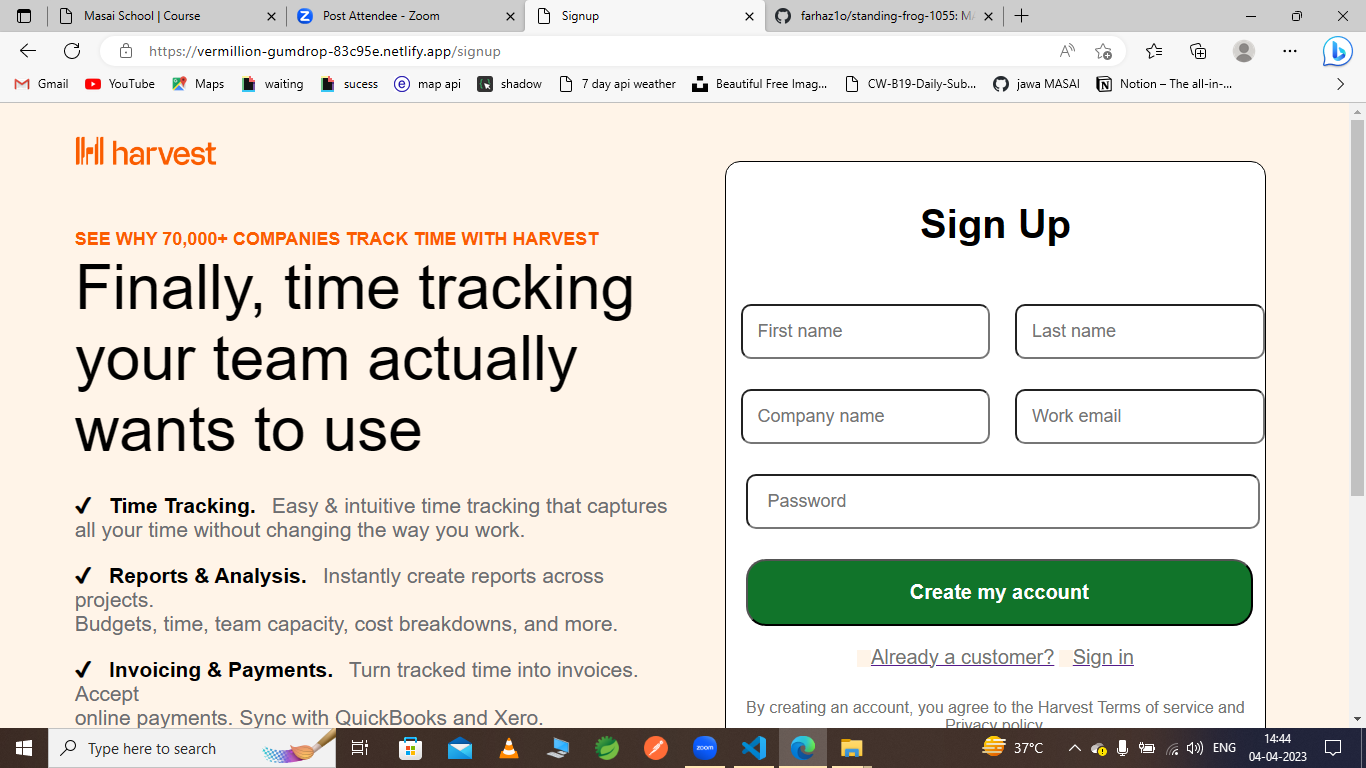 Masai School | Course
Post Attendee - Zoom
Signup
farhaz1o/standing-frog-1055: MA
https://vermillion-gumdrop-83c95e.netlify.app/signup
Gmail
YouTube
Maps
waiting
sucess
map api
shadow
7 day api weather
Beautiful Free Imag...
CW-B19-Daily-Sub...
jawa MASAI
Notion – The all-in-...
harvest
SEE WHY 70,000+ COMPANIES TRACK TIME WITH HARVEST
Finally, time tracking
your team actually
wants to use
✔ Time Tracking. Easy & intuitive time tracking that captures
all your time without changing the way you work.
✔ Reports & Analysis. Instantly create reports across
projects.
Budgets, time, team capacity, cost breakdowns, and more.
✔ Invoicing & Payments. Turn tracked time into invoices.
Accept
online payments. Sync with QuickBooks and Xero.
Sign Up
First name
Last name
Company name
Work email
Password
Create my account
Already a customer? Sign in
By creating an account, you agree to the Harvest Terms of service and
Privacy policy
Type here to search
zoom
37°C
ENG
14:44
04-04-2023